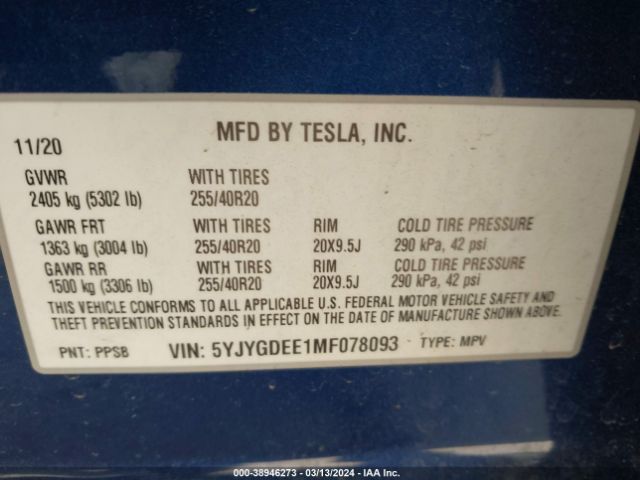 MFD BY TESLA, INC.
11/20
GVWR WITH TIRES
2405 kg (5302 lb) 255/40R20
GAWR FRT WITH TIRES RIM COLD TIRE PRESSURE
1363 kg (3004 lb) 255/40R20 20X9.5J 290 kPa, 42 psi
GAWR RR WITH TIRES RIM COLD TIRE PRESSURE
1500 kg (3306 lb) 255/40R20 20X9.5J 290 kPa, 42 psi
THIS VEHICLE CONFORMS TO ALL APPLICABLE U.S. FEDERAL MOTOR VEHICLE SAFETY AND
THEFT PREVENTION STANDARDS IN EFFECT ON THE DATE OF MANUFACTURE SHOWN ABOVE.
PNT: PPSB VIN: 5YJYGDEE1MF078093 TYPE: MPV
000-38946273 - 03/13/2024 - IAA Inc.